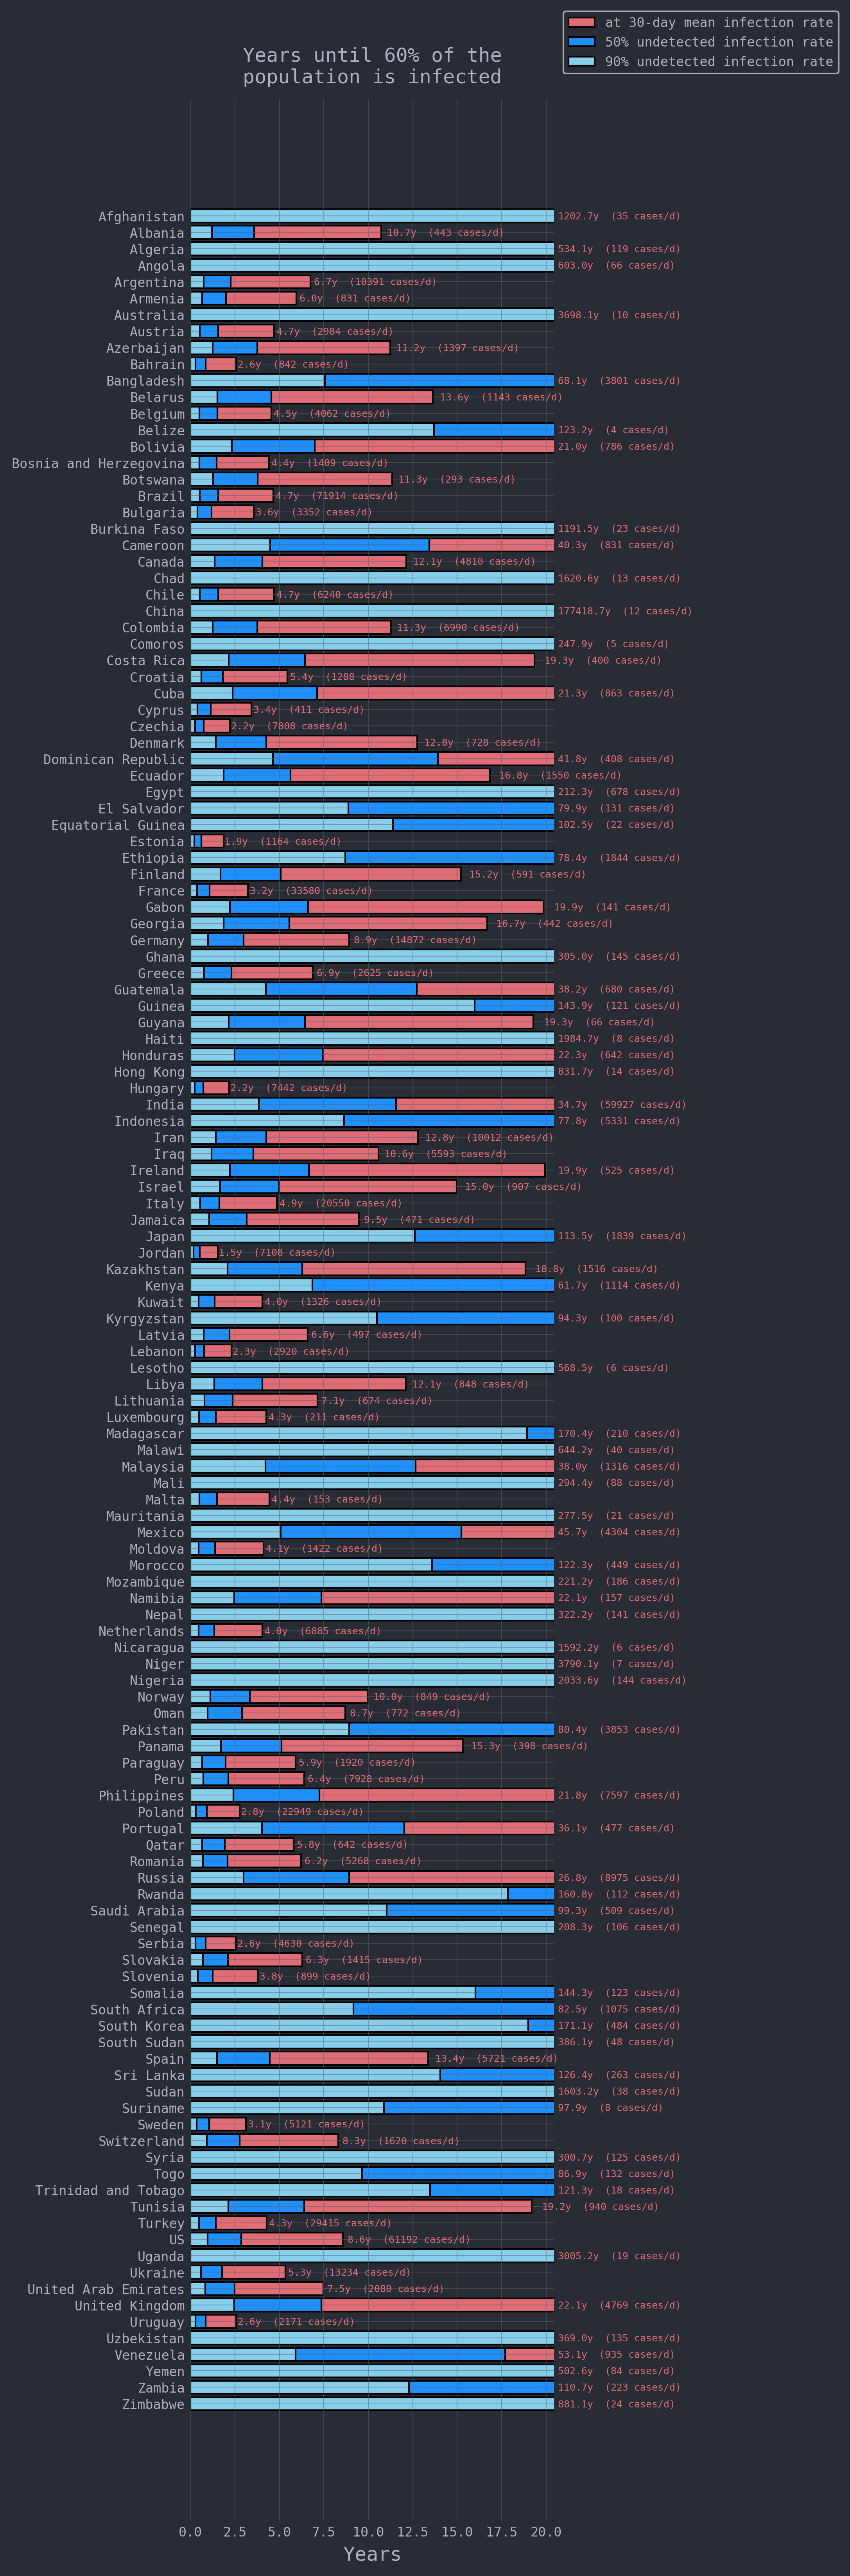 at 30-day mean infection rate
50% undetected infection rate
90% undetected infection rate
Years until 60% of the
population is infected
Afghanistan 1202.7y (35 cases/d)
Albania 10.7y (443 cases/d)
Algeria 534.1y (119 cases/d)
Angola 603.0y (66 cases/d)
Argentina 6.7y (10391 cases/d)
Armenia 6.0y (831 cases/d)
Australia 3698.1y (10 cases/d)
Austria 4.7y (2984 cases/d)
Azerbaijan 11.2y (1397 cases/d)
Bahrain 2.6y (842 cases/d)
Bangladesh 68.1y (3801 cases/d)
Belarus 13.6y (1143 cases/d)
Belgium 4.5y (4062 cases/d)
Belize 123.2y (4 cases/d)
Bolivia 21.0y (786 cases/d)
Bosnia and Herzegovina 4.4y (1409 cases/d)
Botswana 11.3y (293 cases/d)
Brazil 4.7y (71914 cases/d)
Bulgaria 3.6y (3352 cases/d)
Burkina Faso 1191.5y (23 cases/d)
Cameroon 40.3y (831 cases/d)
Canada 12.1y (4810 cases/d)
Chad 1620.6y (13 cases/d)
Chile 4.7y (6240 cases/d)
China 177418.7y (12 cases/d)
Colombia 11.3y (6990 cases/d)
Comoros 247.9y (5 cases/d)
Costa Rica 19.3y (400 cases/d)
Croatia 5.4y (1288 cases/d)
Cuba 21.3y (863 cases/d)
Cyprus 3.4y (411 cases/d)
Czechia 2.2y (7808 cases/d)
Denmark 12.8y (728 cases/d)
Dominican Republic 41.8y (408 cases/d)
Ecuador 16.8y (1550 cases/d)
Egypt 212.3y (678 cases/d)
El Salvador 79.9y (131 cases/d)
Equatorial Guinea 102.5y (22 cases/d)
Estonia 1.9y (1164 cases/d)
Ethiopia 78.4y (1844 cases/d)
Finland 15.2y (591 cases/d)
France 3.2y (33580 cases/d)
Gabon 19.9y (141 cases/d)
Georgia 16.7y (442 cases/d)
Germany 8.9y (14872 cases/d)
Ghana 305.0y (145 cases/d)
Greece 6.9y (2625 cases/d)
Guatemala 38.2y (680 cases/d)
Guinea 143.9y (121 cases/d)
Guyana 19.3y (66 cases/d)
Haiti 1984.7y (8 cases/d)
Honduras 22.3y (642 cases/d)
Hong Kong 831.7y (14 cases/d)
Hungary 2.2y (7442 cases/d)
India 34.7y (59927 cases/d)
Indonesia 77.8y (5331 cases/d)
Iran 12.8y (10012 cases/d)
Iraq 10.6y (5593 cases/d)
Ireland 19.9y (525 cases/d)
Israel 15.0y (907 cases/d)
Italy 4.9y (20550 cases/d)
Jamaica 9.5y (471 cases/d)
Japan 113.5y (1839 cases/d)
Jordan 1.5y (7108 cases/d)
Kazakhstan 18.8y (1516 cases/d)
Kenya 61.7y (1114 cases/d)
Kuwait 4.0y (1326 cases/d)
Kyrgyzstan 94.3y (100 cases/d)
Latvia 6.6y (497 cases/d)
Lebanon 2.3y (2920 cases/d)
Lesotho 568.5y (6 cases/d)
Libya 12.1y (848 cases/d)
Lithuania 7.1y (674 cases/d)
Luxembourg 4.3y (211 cases/d)
Madagascar 170.4y (210 cases/d)
Malawi 644.2y (40 cases/d)
Malaysia 38.0y (1316 cases/d)
Mali 294.4y (88 cases/d)
Malta 4.4y (153 cases/d)
Mauritania 277.5y (21 cases/d)
Mexico 45.7y (4304 cases/d)
Moldova 4.1y (1422 cases/d)
Morocco 122.3y (449 cases/d)
Mozambique 221.2y (186 cases/d)
Namibia 22.1y (157 cases/d)
Nepal 322.2y (141 cases/d)
Netherlands 4.0y (6885 cases/d)
Nicaragua 1592.2y (6 cases/d)
Niger 3790.1y (7 cases/d)
Nigeria 2033.6y (144 cases/d)
Norway 10.0y (849 cases/d)
Oman 8.7y (772 cases/d)
Pakistan 80.4y (3853 cases/d)
Panama 15.3y (398 cases/d)
Paraguay 5.9y (1920 cases/d)
Peru 6.4y (7928 cases/d)
Philippines 21.8y (7597 cases/d)
Poland 2.8y (22949 cases/d)
Portugal 36.1y (477 cases/d)
Qatar 5.8y (642 cases/d)
Romania 6.2y (5268 cases/d)
Russia 26.8y (8975 cases/d)
Rwanda 160.8y (112 cases/d)
Saudi Arabia 99.3y (509 cases/d)
Senegal 208.3y (106 cases/d)
Serbia 2.6y (4630 cases/d)
Slovakia 6.3y (1415 cases/d)
Slovenia 3.8y (899 cases/d)
Somalia 144.3y (123 cases/d)
South Africa 82.5y (1075 cases/d)
South Korea 171.1y (484 cases/d)
South Sudan 386.1y (48 cases/d)
Spain 13.4y (5721 cases/d)
Sri Lanka 126.4y (263 cases/d)
Sudan 1603.2y (38 cases/d)
Suriname 97.9y (8 cases/d)
Sweden 3.1y (5121 cases/d)
Switzerland 8.3y (1620 cases/d)
Syria 300.7y (125 cases/d)
Togo 86.9y (132 cases/d)
Trinidad and Tobago 121.3y (18 cases/d)
Tunisia 19.2y (940 cases/d)
Turkey 4.3y (29415 cases/d)
US 8.6y (61192 cases/d)
Uganda 3005.2y (19 cases/d)
Ukraine 5.3y (13234 cases/d)
United Arab Emirates 7.5y (2080 cases/d)
United Kingdom 22.1y (4769 cases/d)
Uruguay 2.6y (2171 cases/d)
Uzbekistan 369.0y (135 cases/d)
Venezuela 53.1y (935 cases/d)
Yemen 502.6y (84 cases/d)
Zambia 110.7y (223 cases/d)
Zimbabwe 881.1y (24 cases/d)
0.0 2.5 5.0 7.5 10.0 12.5 15.0 17.5 20.0
Years